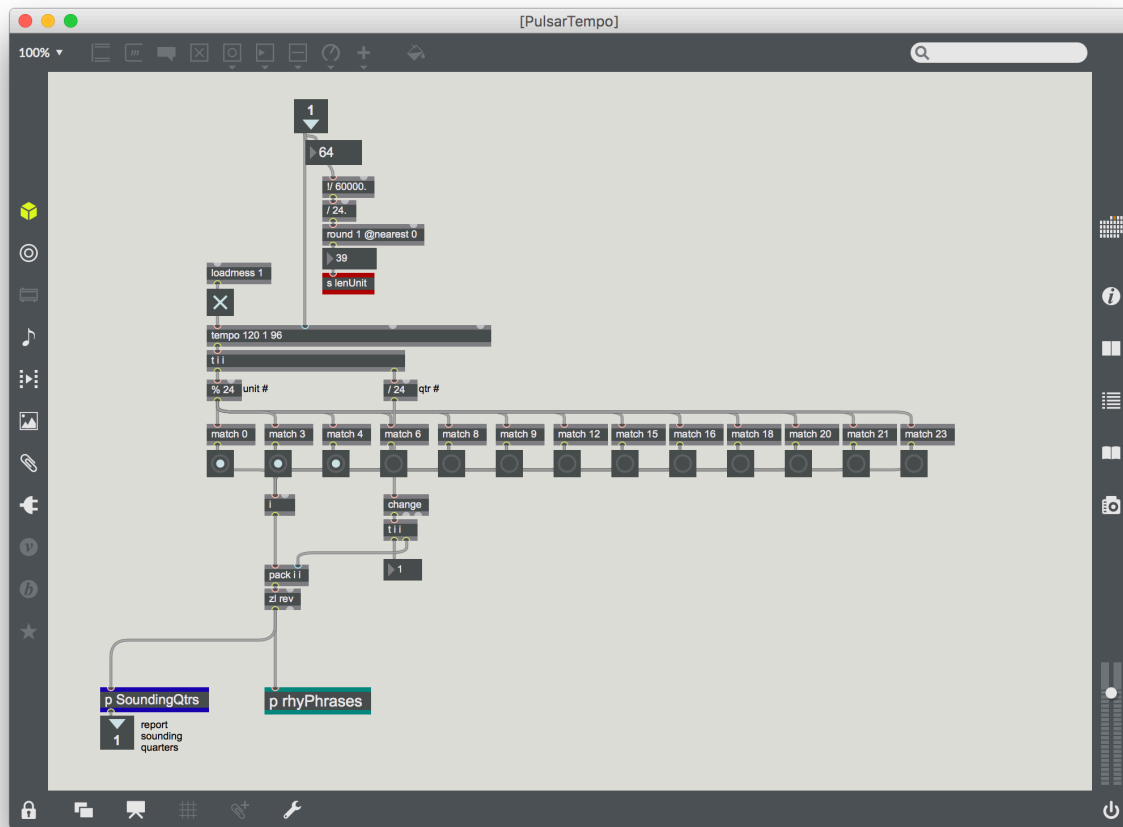 [PulsarTempo]
100%
1
64
!/ 60000.
/ 24.
round 1 @nearest 0
39
s lenUnit
loadmess 1
tempo 120 1 96
t i i
% 24 unit # / 24 qtr #
match 0 match 3 match 4 match 6 match 8 match 9 match 12 match 15 match 16 match 18 match 20 match 21 match 23
i change
t i i
1
pack i i
zl rev
p SoundingQtrs
p rhyPhrases
1
report
sounding
quarters